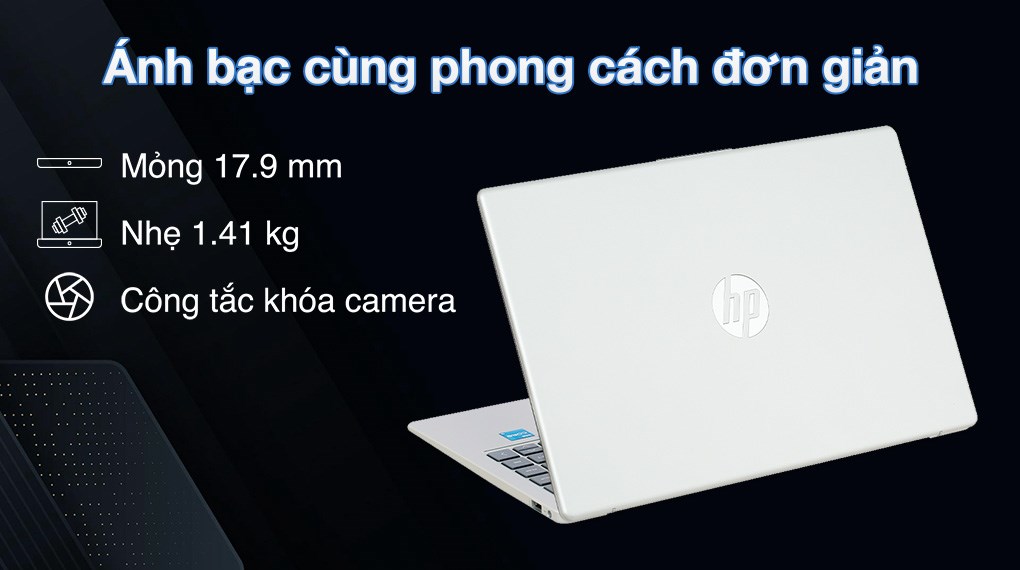 Ánh bạc cùng phong cách đơn giản
Mỏng 17.9 mm
Nhẹ 1.41 kg
Công tắc khóa camera
hp